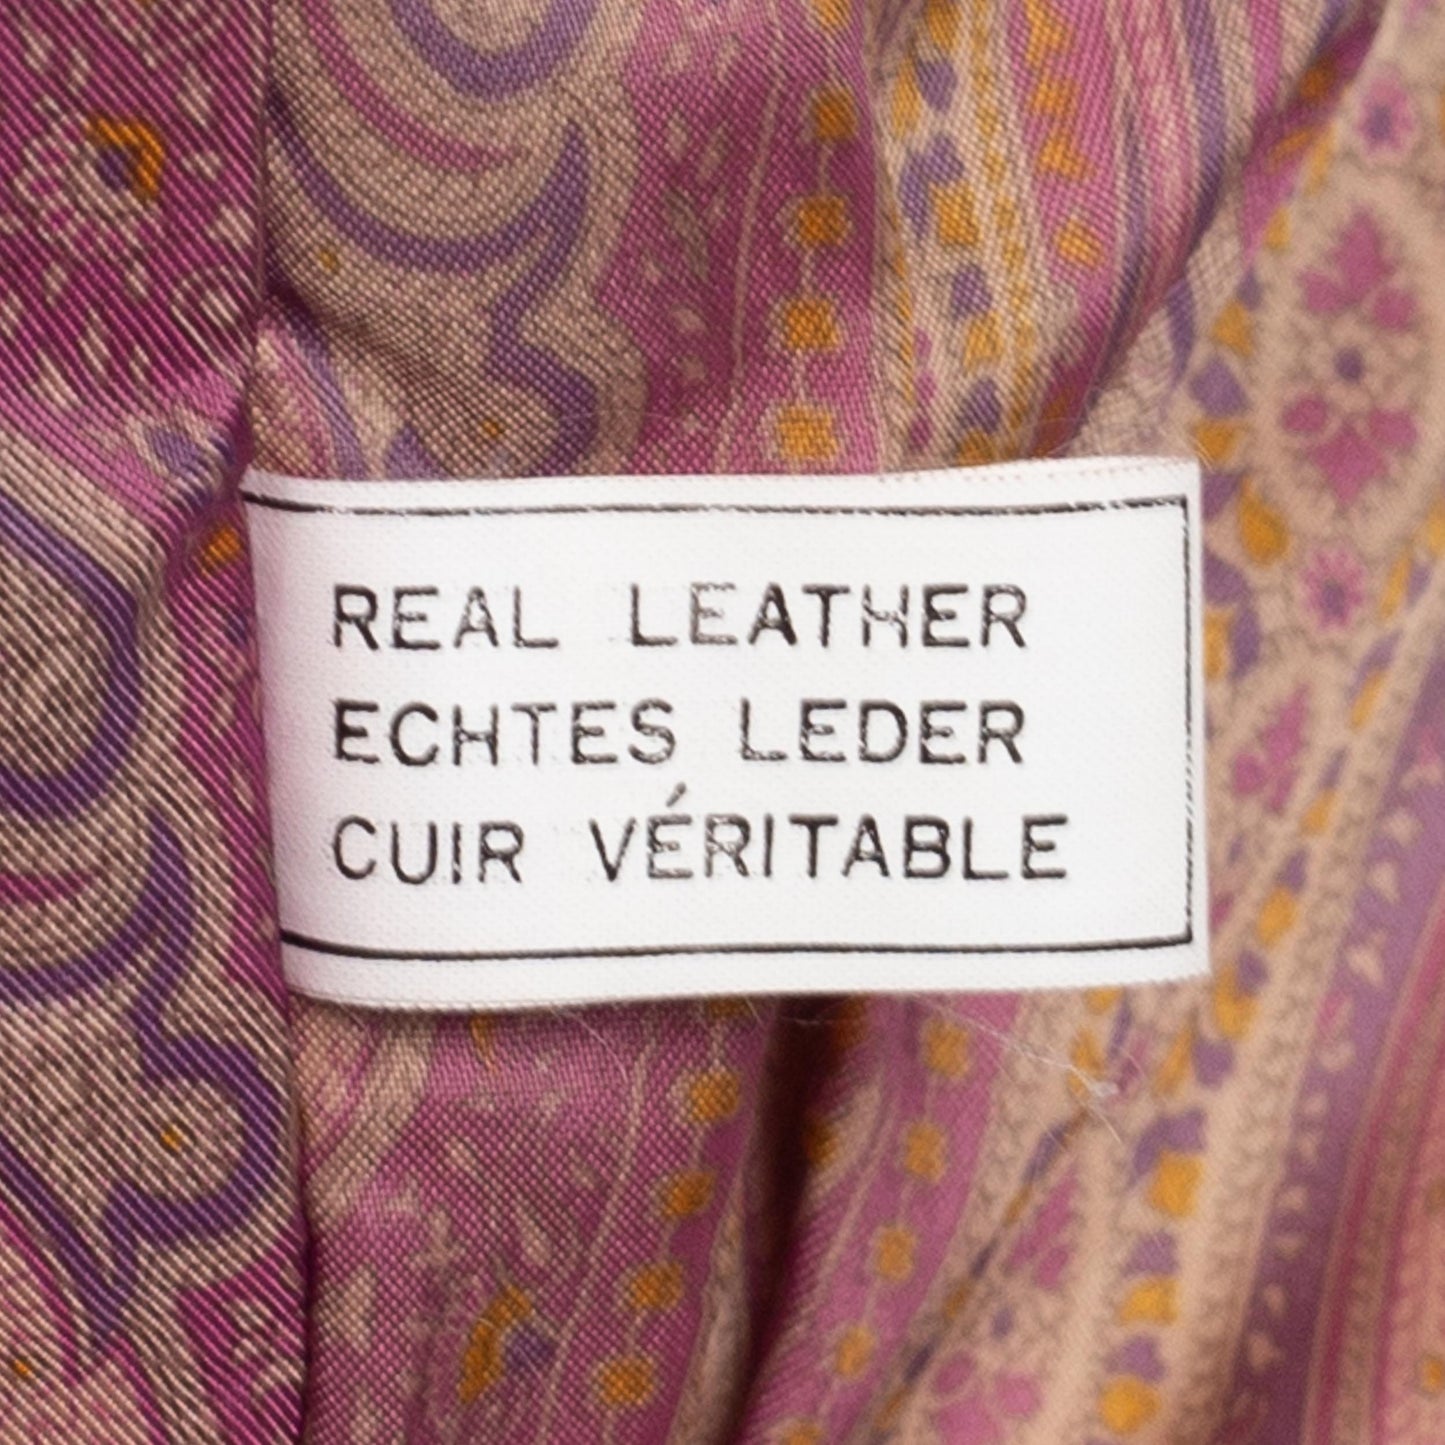 REAL LEATHER
ECHTES LEDER
CUIR VÉRITABLE